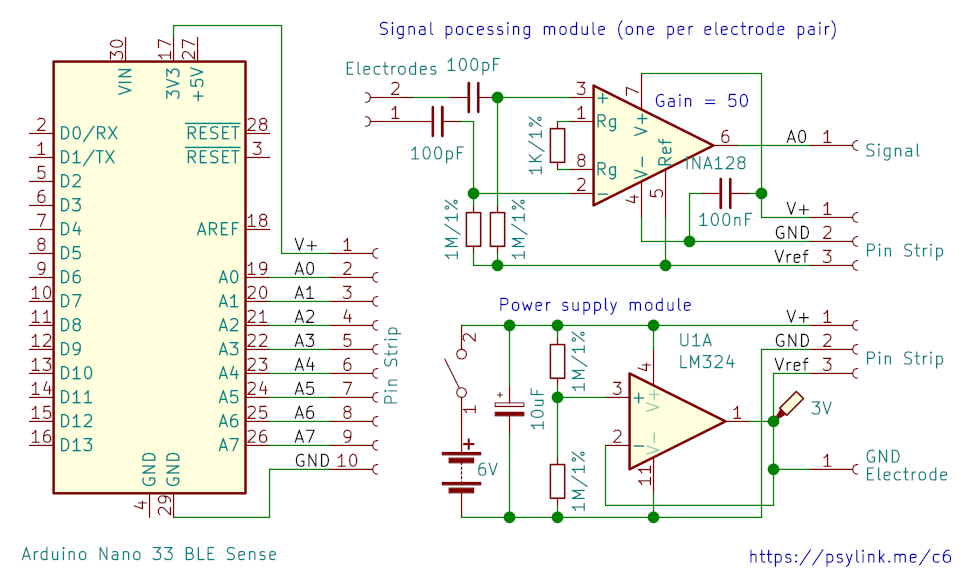 Signal pocessing module (one per electrode pair)
Arduino Nano 33 BLE Sense
30
VIN
17
3V3
27
+5V
2 D0/RX
1 D1/TX
5 D2
6 D3
7 D4
8 D5
9 D6
10 D7
11 D8
12 D9
13 D10
14 D11
15 D12
16 D13
RESET 28
RESET 3
AREF 18
A0 19
A1 20
A2 21
A3 22
A4 23
A5 24
A6 25
A7 26
GND
4
GND
29
V+ 1
A0 2
A1 3
A2 4
A3 5
A4 6
A5 7
A6 8
A7 9
GND 10
Pin Strip
Electrodes
2
1
100pF
100pF
1M/1%
1M/1%
1K/1%
3 +
1 Rg
8 Rg
2 -
7
V+
V-
4
Ref
5
6
Gain = 50
INA128
100nF
A0 1
Signal
V+ 1
GND 2
Vref 3
Pin Strip
Power supply module
2
1
+
6V
+
10uF
1M/1%
1M/1%
3 +
2 -
4
V+
V-
11
1
U1A
LM324
3V
V+ 1
GND 2
Vref 3
Pin Strip
1
GND
Electrode
https://psylink.me/c6